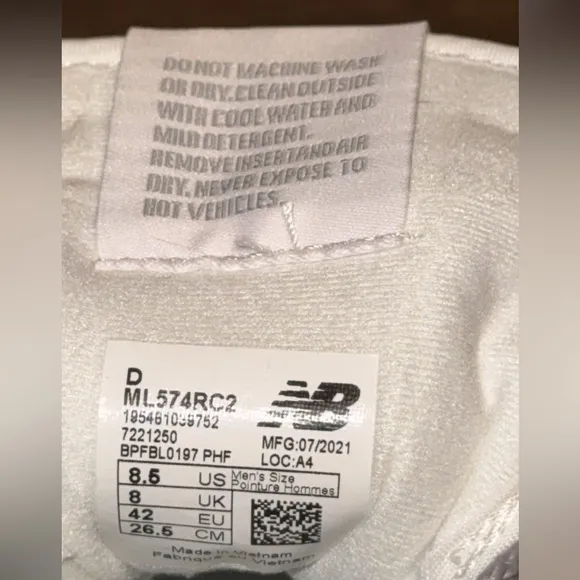 DO NOT MACHINE WASH
OR DRY. CLEAN OUTSIDE
WITH COOL WATER AND
MILD DETERGENT.
REMOVE INSERT AND AIR
DRY. NEVER EXPOSE TO
HOT VEHICLES.
D
ML574RC2
195481039752
7221250
BPFBL0197 PHF
NB
MFG:07/2021
LOC:A4
8.5 US Men's Size
Pointure Hommes
8 UK
42 EU
26.5 CM
Made in Vietnam
Fabriqué au Vietnam